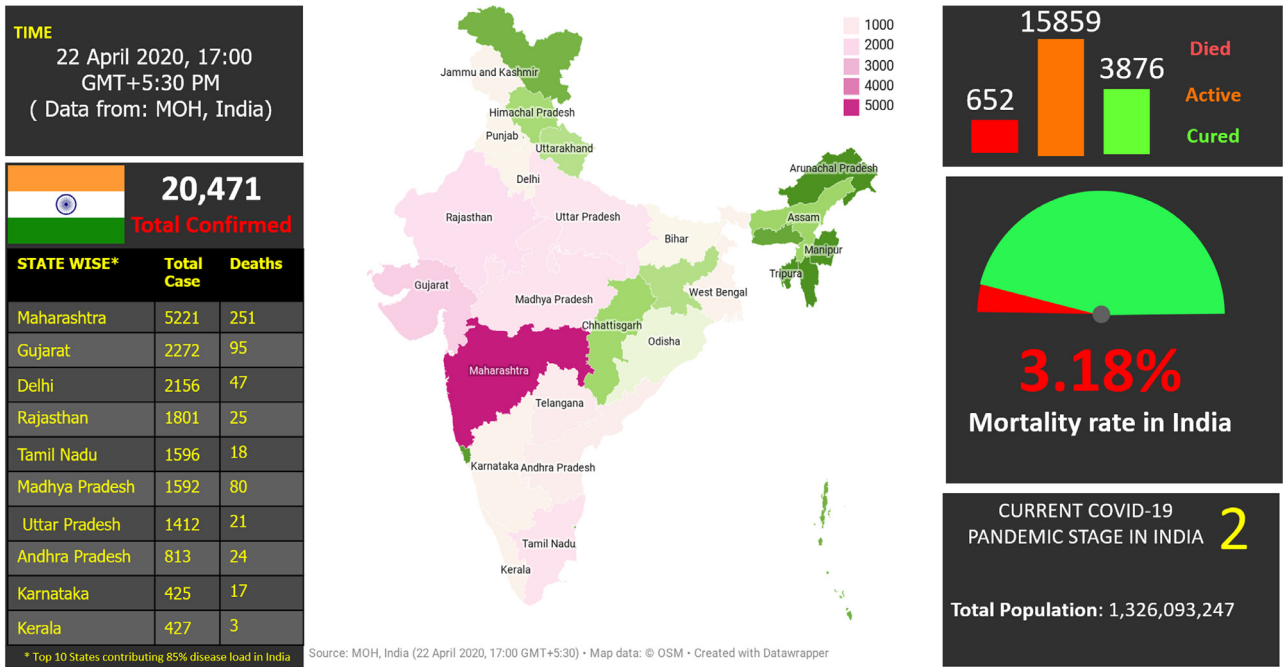 TIME
22 April 2020, 17:00
GMT+5:30 PM
( Data from: MOH, India)
20,471
Total Confirmed
STATE WISE* Total Case Deaths
Maharashtra 5221 251
Gujarat 2272 95
Delhi 2156 47
Rajasthan 1801 25
Tamil Nadu 1596 18
Madhya Pradesh 1592 80
Uttar Pradesh 1412 21
Andhra Pradesh 813 24
Karnataka 425 17
Kerala 427 3
* Top 10 States contributing 85% disease load in India
1000
2000
3000
4000
5000
Jammu and Kashmir
Himachal Pradesh
Punjab
Uttarakhand
Delhi
Arunachal Pradesh
Rajasthan
Uttar Pradesh
Assam
Bihar
Manipur
Tripura
Gujarat
Madhya Pradesh
West Bengal
Chhattisgarh
Odisha
Maharashtra
Telangana
Karnataka
Andhra Pradesh
Tamil Nadu
Kerala
Source: MOH, India (22 April 2020, 17:00 GMT+5:30) • Map data: © OSM • Created with Datawrapper
652
15859
3876
Died
Active
Cured
3.18%
Mortality rate in India
CURRENT COVID-19
PANDEMIC STAGE IN INDIA 2
Total Population: 1,326,093,247